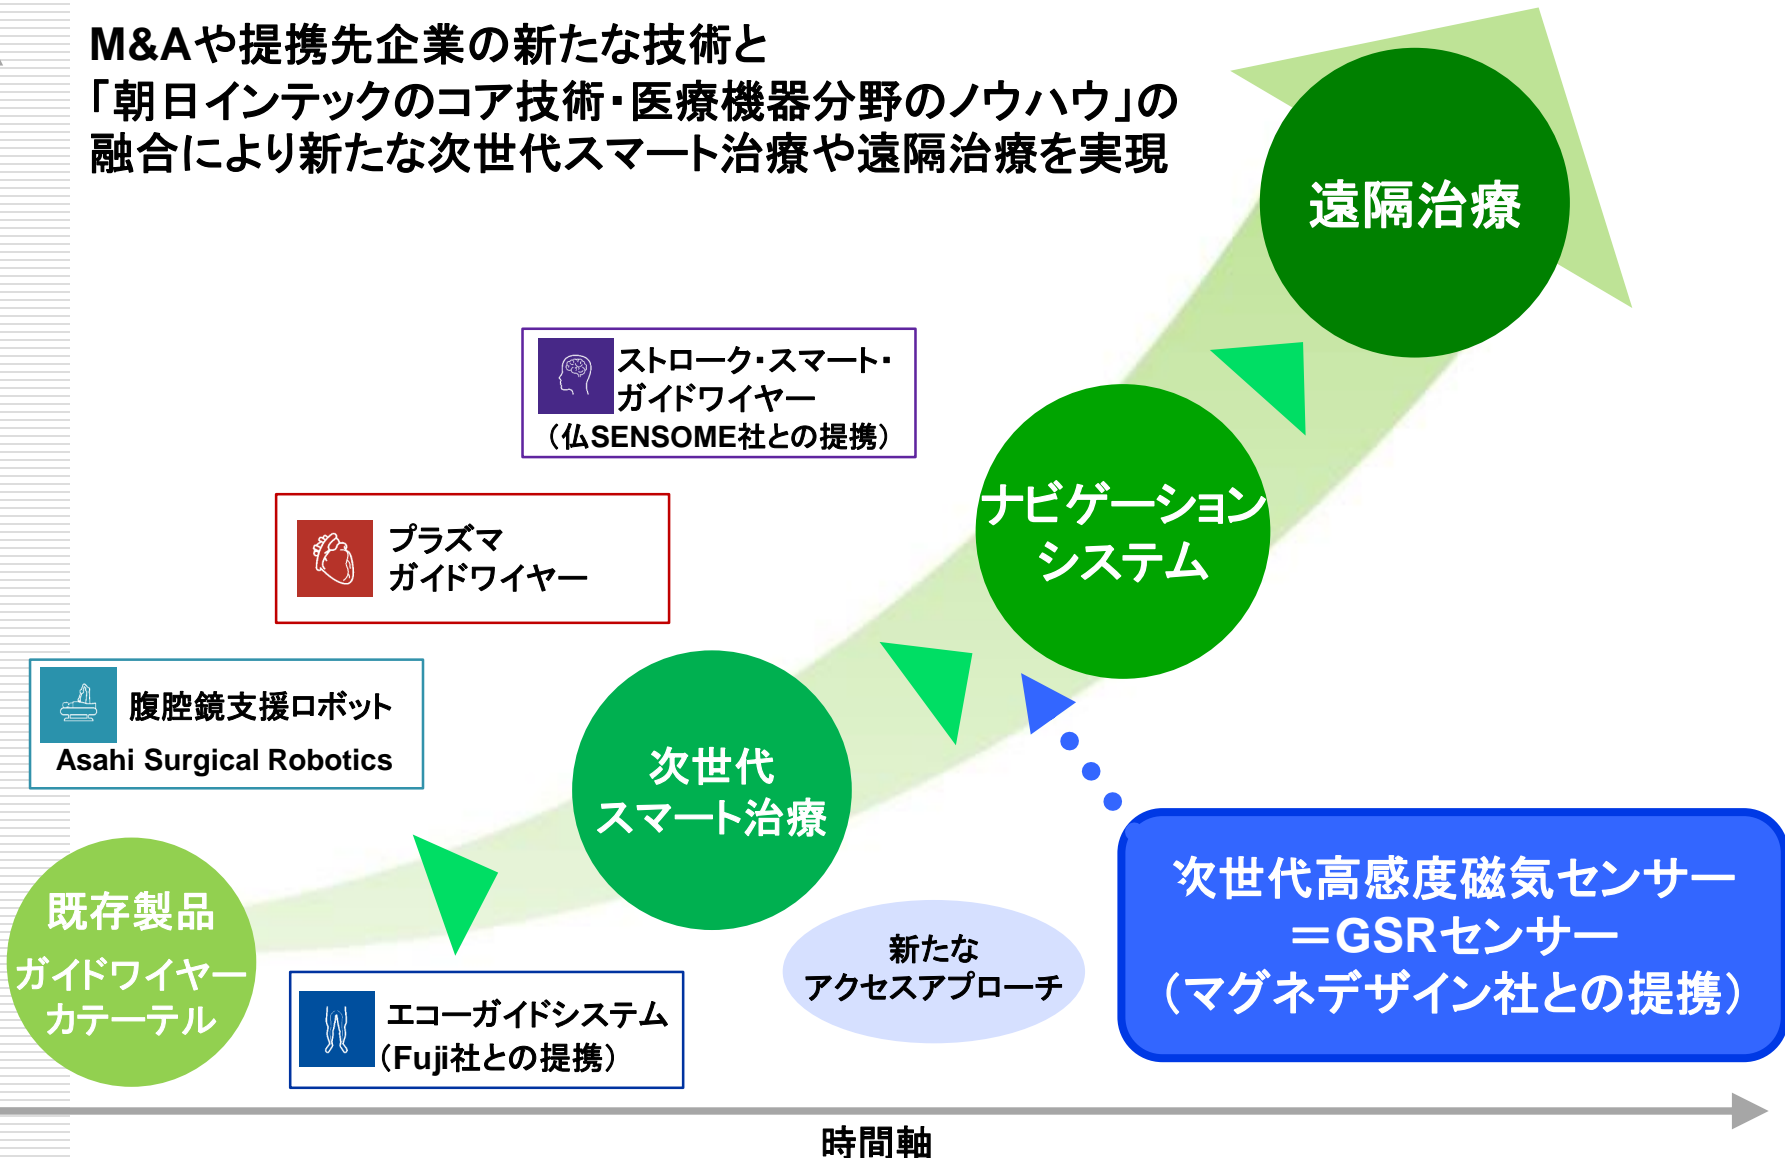 M&Aや提携先企業の新たな技術と
「朝日インテックのコア技術・医療機器分野のノウハウ」の
融合により新たな次世代スマート治療や遠隔治療を実現
遠隔治療
ストローク・スマート・
ガイドワイヤー
（仏SENSOME社との提携）
ナビゲーション
システム
プラズマ
ガイドワイヤー
腹腔鏡支援ロボット
Asahi Surgical Robotics
次世代
スマート治療
既存製品
ガイドワイヤー
カテーテル
エコーガイドシステム
（Fuji社との提携）
新たな
アクセスアプローチ
次世代高感度磁気センサー
＝GSRセンサー
（マグネデザイン社との提携）
時間軸